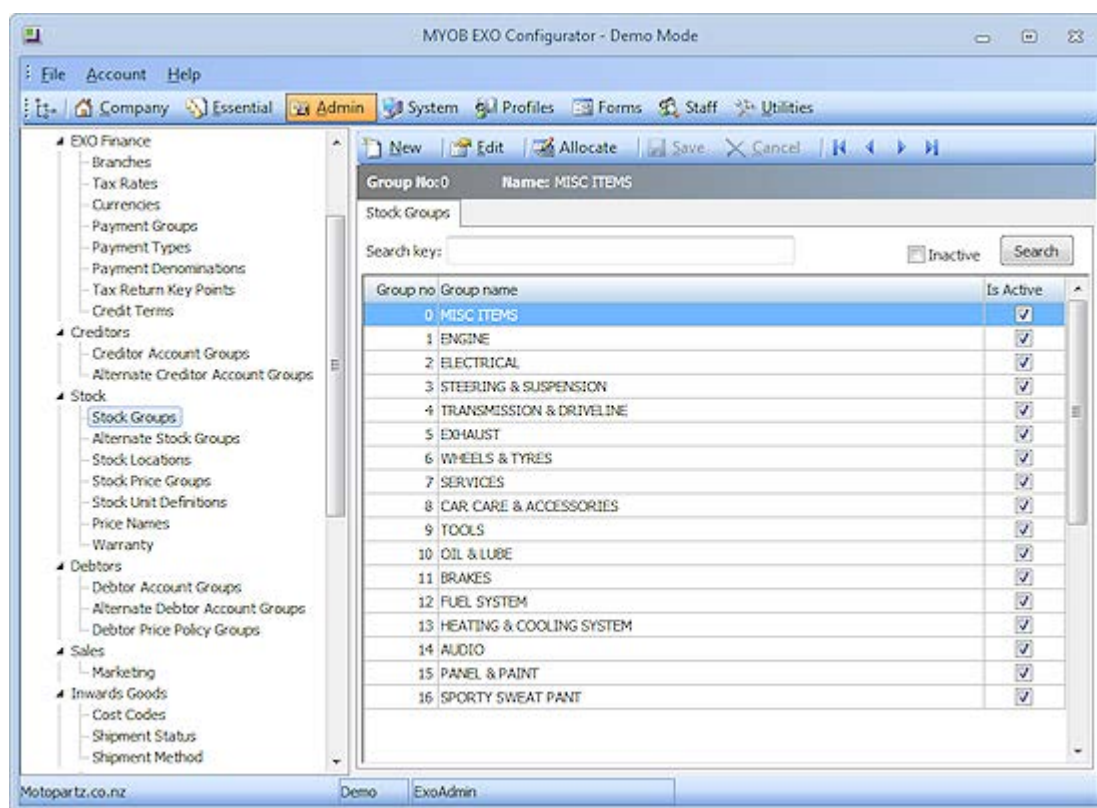 MYOB EXO Configurator - Demo Mode
File Account Help
Company Essential Admin System Profiles Forms Staff Utilities
EXO Finance
Branches
Tax Rates
Currencies
Payment Groups
Payment Types
Payment Denominations
Tax Return Key Points
Credit Terms
Creditors
Creditor Account Groups
Alternate Creditor Account Groups
Stock
Stock Groups
Alternate Stock Groups
Stock Locations
Stock Price Groups
Stock Unit Definitions
Price Names
Warranty
Debtors
Debtor Account Groups
Alternate Debtor Account Groups
Debtor Price Policy Groups
Sales
Marketing
Inwards Goods
Cost Codes
Shipment Status
Shipment Method
New Edit Allocate Save Cancel
Group No:0 Name: MISC ITEMS
Stock Groups
Search key: Inactive Search
Group no Group name Is Active
0 MISC ITEMS
1 ENGINE
2 ELECTRICAL
3 STEERING & SUSPENSION
4 TRANSMISSION & DRIVELINE
5 EXHAUST
6 WHEELS & TYRES
7 SERVICES
8 CAR CARE & ACCESSORIES
9 TOOLS
10 OIL & LUBE
11 BRAKES
12 FUEL SYSTEM
13 HEATING & COOLING SYSTEM
14 AUDIO
15 PANEL & PAINT
16 SPORTY SWEAT PANT
Motopartz.co.nz Demo ExoAdmin